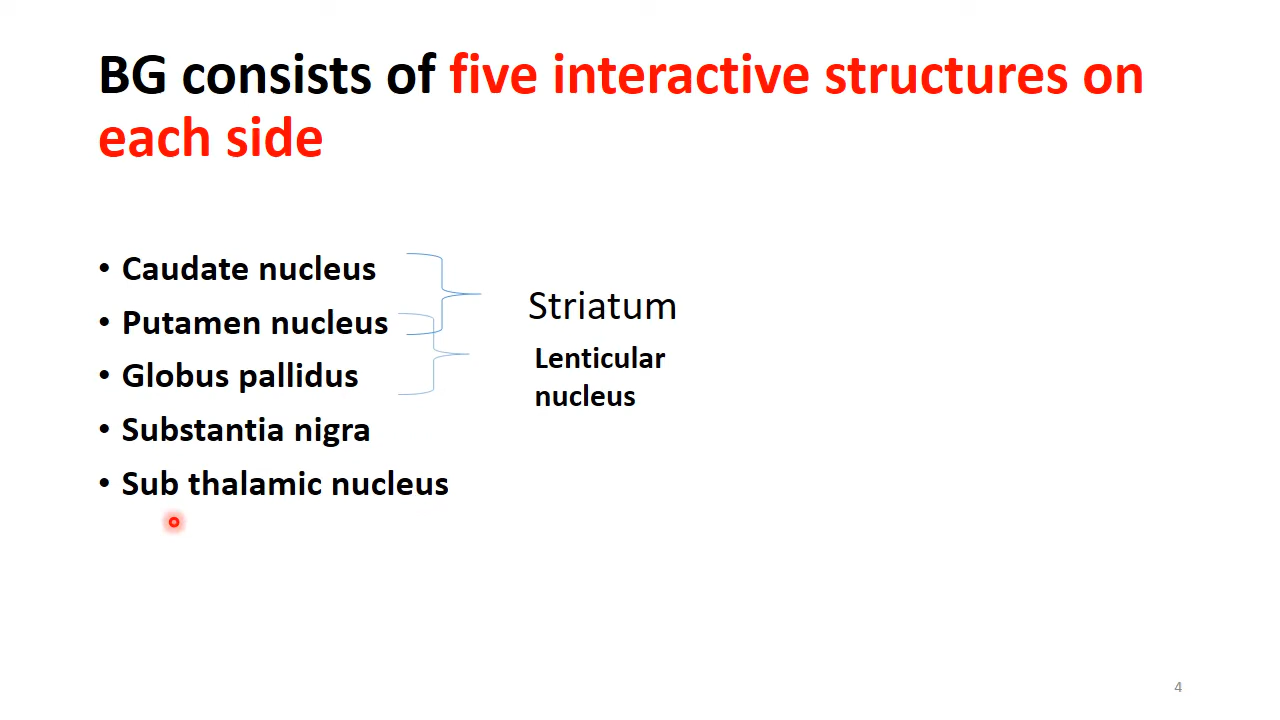 BG consists of five interactive structures on
each side
• Caudate nucleus
• Putamen nucleus
• Globus pallidus
• Substantia nigra
• Sub thalamic nucleus
Striatum
Lenticular
nucleus
4